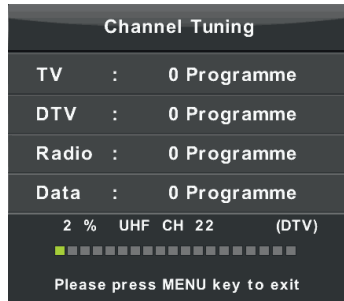 Channel Tuning
TV : 0 Programme
DTV : 0 Programme
Radio : 0 Programme
Data : 0 Programme
2 % UHF CH 22 (DTV)
Please press MENU key to exit